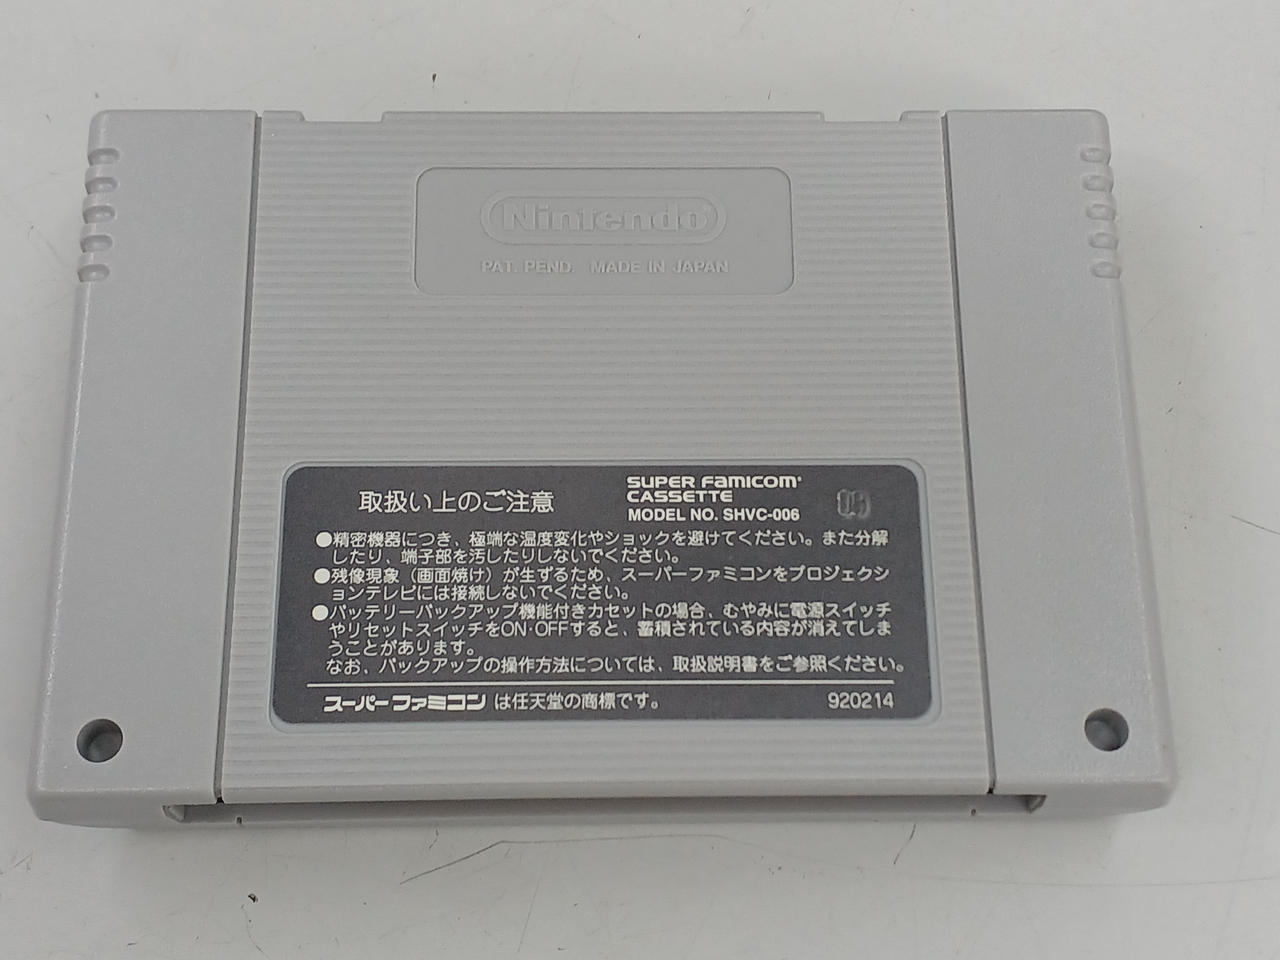 Nintendo
PAT. PEND. MADE IN JAPAN
取扱い上のご注意
SUPER FAMICOM
CASSETTE
MODEL NO. SHVC-006
●精密機器につき、極端な温度変化やショックを避けてください。また分解
したり、端子部を汚したりしないでください。
●残像現象（画面焼け）が生ずるため、スーパーファミコンをプロジェクシ
ョンテレビには接続しないでください。
●バッテリーバックアップ機能付きカセットの場合、むやみに電源スイッチ
やリセットスイッチをON・OFFすると、蓄積されている内容が消えてしま
うことがあります。
なお、バックアップの操作方法については、取扱説明書をご参照ください。
スーパーファミコンは任天堂の商標です。
920214